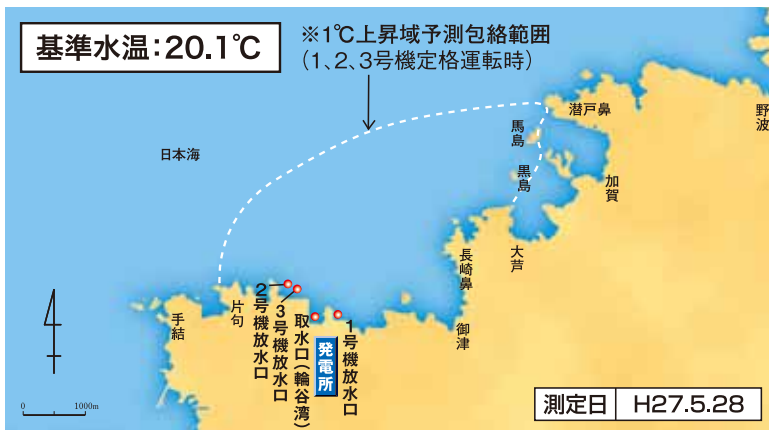 基準水温：20.1℃
※1℃上昇域予測包絡範囲
（1、2、3号機定格運転時）
日本海
潜戸鼻
野波
馬島
黒島
加賀
大芦
長崎鼻
御津
手結
片句
2号機放水口
3号機放水口
取水口（輪谷湾）
発電所
1号機放水口
0 1000m
測定日 H27.5.28